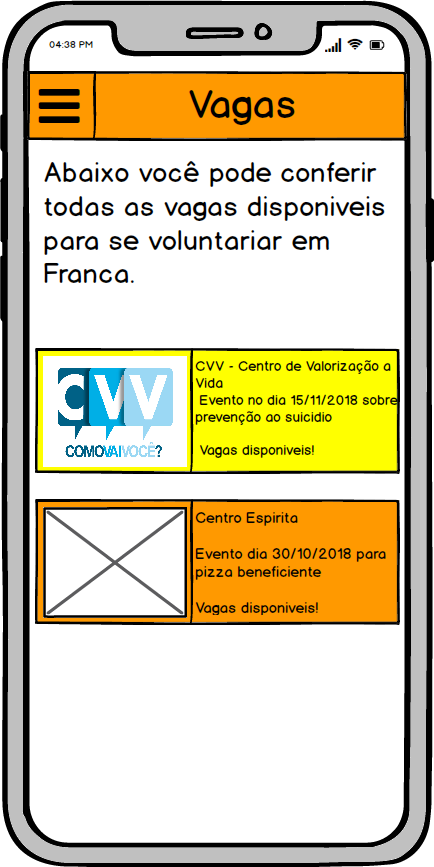 04:38 PM
Vagas
Abaixo você pode conferir
todas as vagas disponiveis
para se voluntariar em
Franca.
CVV
COMOVAIVOCÊ?
CVV - Centro de Valorização a
Vida
Evento no dia 15/11/2018 sobre
prevenção ao suicidio
Vagas disponiveis!
Centro Espirita
Evento dia 30/10/2018 para
pizza beneficiente
Vagas disponiveis!